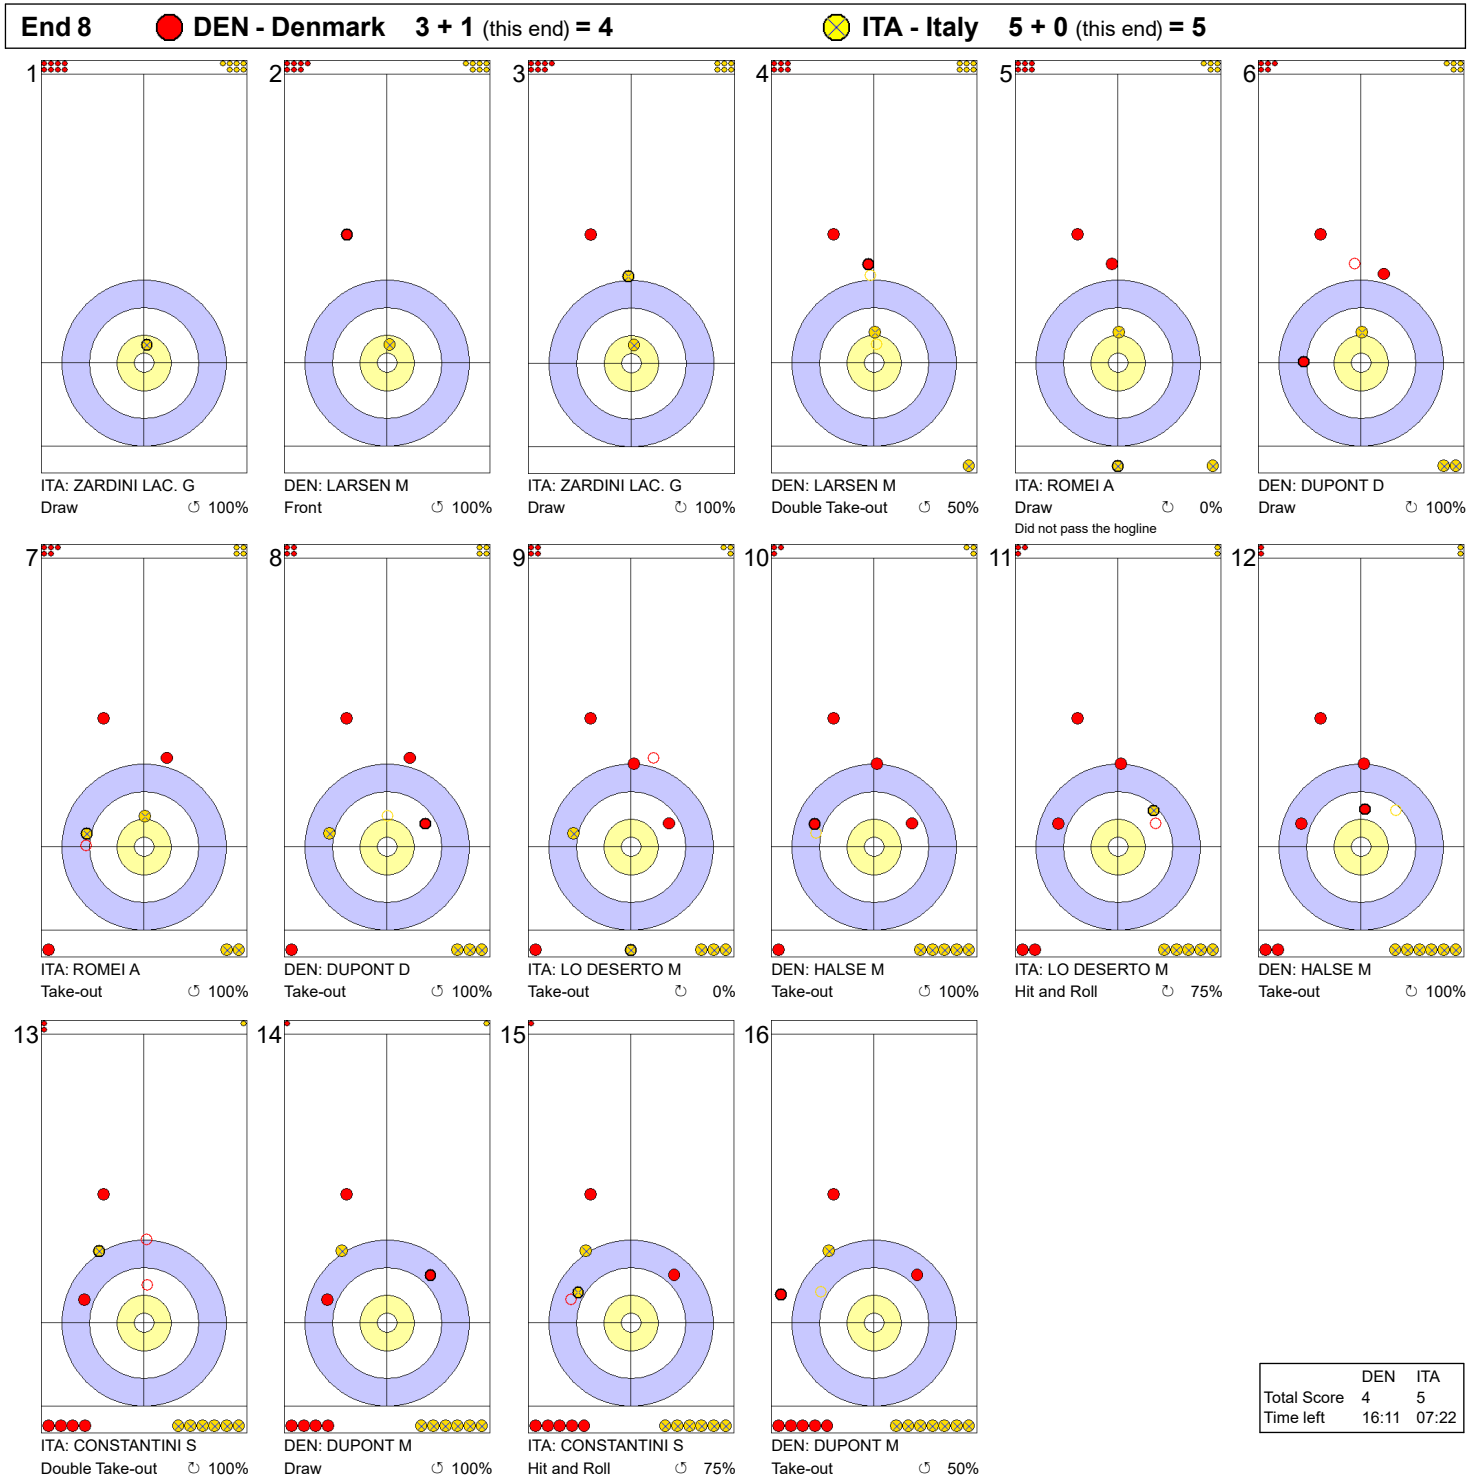 End 8 DEN - Denmark 3 + 1 (this end) = 4 ITA - Italy 5 + 0 (this end) = 5
1 2 3 4 5 6
ITA: ZARDINI LAC. G DEN: LARSEN M ITA: ZARDINI LAC. G DEN: LARSEN M ITA: ROMEI A DEN: DUPONT D
Draw ↺ 100% Front ↺ 100% Draw ↻ 100% Double Take-out ↻ 50% Draw ↻ 0% Draw ↻ 100%
Did not pass the hogline
7 8 9 10 11 12
ITA: ROMEI A DEN: DUPONT D ITA: LO DESERTO M DEN: HALSE M ITA: LO DESERTO M DEN: HALSE M
Take-out ↺ 100% Take-out ↺ 100% Take-out ↻ 0% Take-out ↺ 100% Hit and Roll ↻ 75% Take-out ↻ 100%
13 14 15 16
ITA: CONSTANTINI S DEN: DUPONT M ITA: CONSTANTINI S DEN: DUPONT M
Double Take-out ↻ 100% Draw ↺ 100% Hit and Roll ↺ 75% Take-out ↺ 50%
DEN ITA
Total Score 4 5
Time left 16:11 07:22